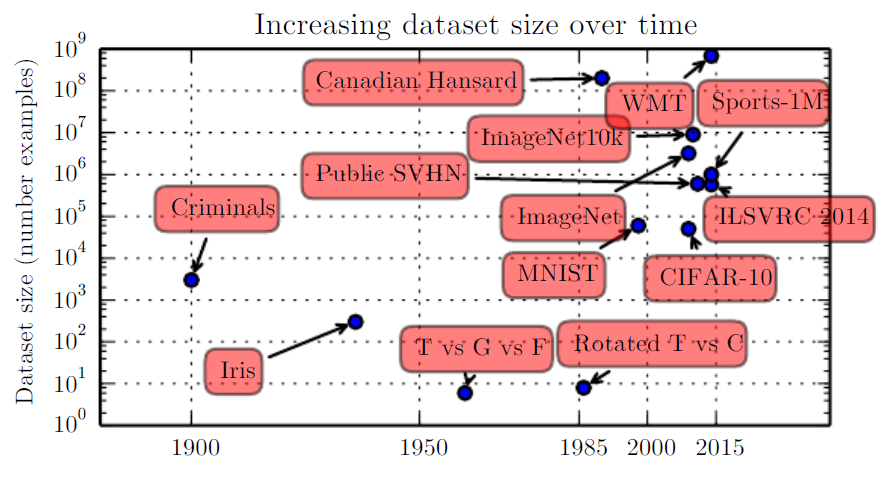 Increasing dataset size over time
Dataset size (number examples)
10^9
10^8
10^7
10^6
10^5
10^4
10^3
10^2
10^1
10^0
Canadian Hansard
WMT
Sports-1M
ImageNet10k
Public SVHN
Criminals
ImageNet
ILSVRC 2014
MNIST
CIFAR-10
Iris
T vs G vs F
Rotated T vs C
1900 1950 1985 2000 2015